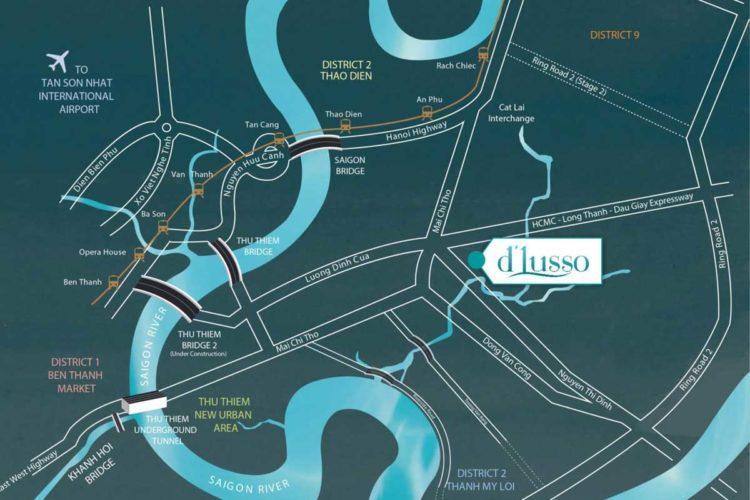 TO
TAN SON NHAT
INTERNATIONAL
AIRPORT
DISTRICT 2
THAO DIEN
DISTRICT 9
Rach Chiec
Ring Road 2 (Stage 2)
An Phu
Thao Dien
Tan Cang
Hanoi Highway
Cat Lai
Interchange
SAIGON
BRIDGE
Dien Bien Phu
Xo Viet Nghe Tinh
Van Thanh
Nguyen Huu Canh
Mai Chi Tho
HCMC - Long Thanh - Dau Giay Expressway
Ring Road 2
Ba Son
Opera House
Ben Thanh
THU THIEM
BRIDGE
Luong Dinh Cua
d'Lusso
THU THIEM
BRIDGE 2
(Under Construction)
SAIGON RIVER
Mai Chi Tho
Dong Van Cong
Nguyen Thi Dinh
Ring Road 2
DISTRICT 1
BEN THANH
MARKET
THU THIEM
NEW URBAN
AREA
THU THIEM
UNDERGROUND
TUNNEL
East West Highway
KHANH HOI
BRIDGE
SAIGON RIVER
DISTRICT 2
THANH MY LOI